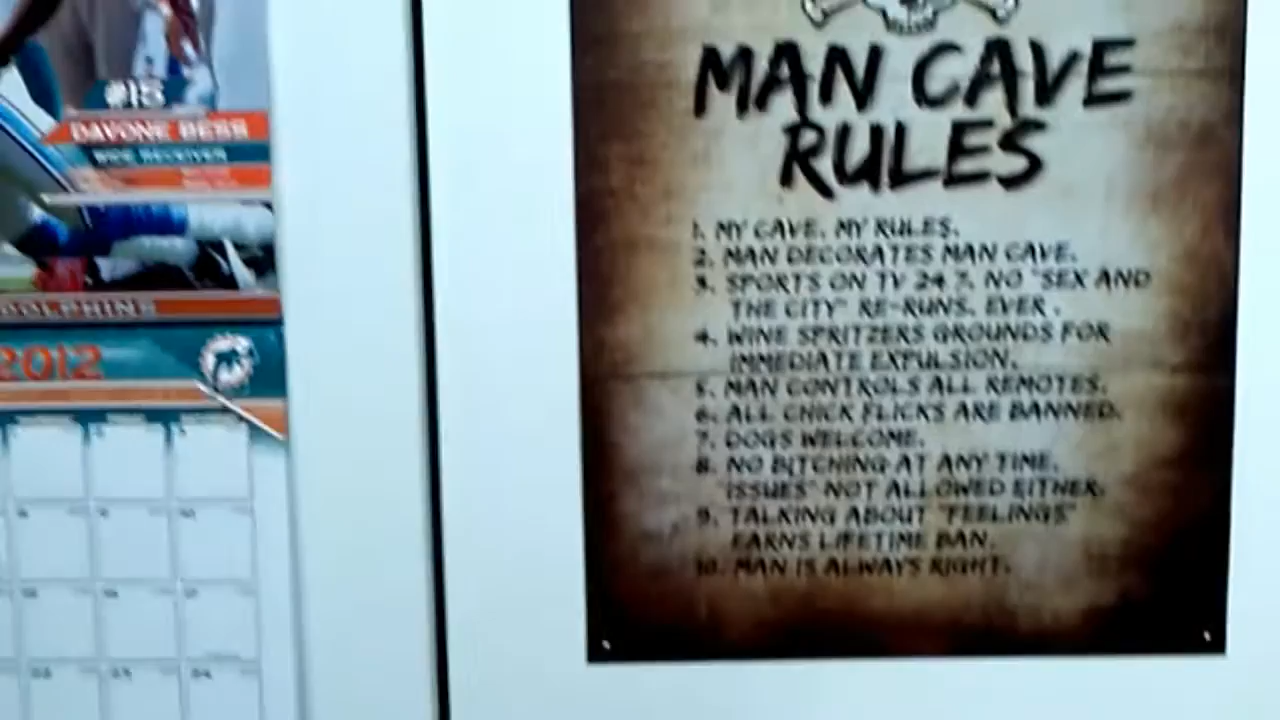 #15
DAVONE BESS
WIDE RECEIVER
DOLPHINS
2012
MAN CAVE
RULES
1. MY CAVE. MY RULES.
2. MAN DECORATES MAN CAVE.
3. SPORTS ON TV 24 7. NO "SEX AND
THE CITY" RE-RUNS. EVER .
4. WINE SPRITZERS GROUNDS FOR
IMMEDIATE EXPULSION.
5. MAN CONTROLS ALL REMOTES.
6. ALL CHICK FLICKS ARE BANNED.
7. DOGS WELCOME.
8. NO BITCHING AT ANY TIME.
"ISSUES" NOT ALLOWED EITHER.
9. TALKING ABOUT "FEELINGS"
EARNS LIFETIME BAN.
10. MAN IS ALWAYS RIGHT.